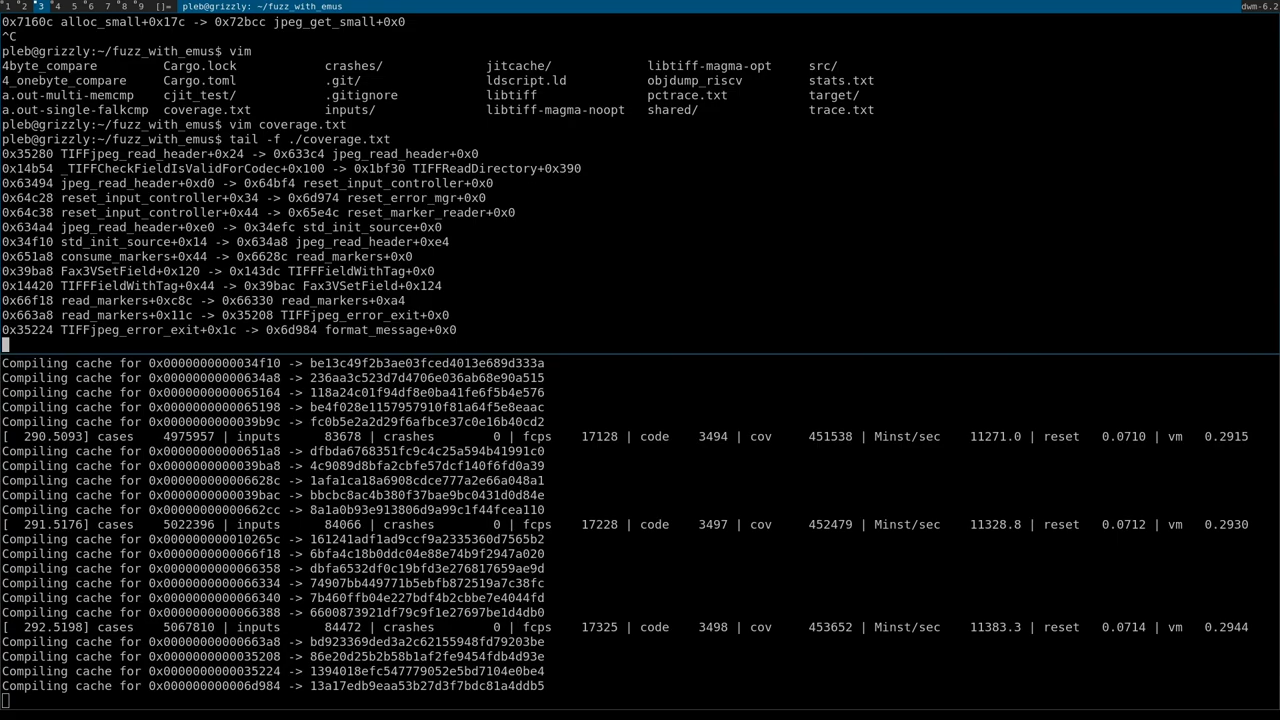 1 2 3 4 5 6 7 8 9 []= pleb@grizzly: ~/fuzz_with_emus dwm-6.2
0x7160c alloc_small+0x17c -> 0x72bcc jpeg_get_small+0x0
^C
pleb@grizzly:~/fuzz_with_emus$ vim
4byte_compare Cargo.lock crashes/ jitcache/ libtiff-magma-opt src/
4_onebyte_compare Cargo.toml .git/ ldscript.ld objdump_riscv stats.txt
a.out-multi-memcmp cjit_test/ .gitignore libtiff pctrace.txt target/
a.out-single-falkcmp coverage.txt inputs/ libtiff-magma-noopt shared/ trace.txt
pleb@grizzly:~/fuzz_with_emus$ vim coverage.txt
pleb@grizzly:~/fuzz_with_emus$ tail -f ./coverage.txt
0x35280 TIFFjpeg_read_header+0x24 -> 0x633c4 jpeg_read_header+0x0
0x14b54 _TIFFCheckFieldIsValidForCodec+0x100 -> 0x1bf30 TIFFReadDirectory+0x390
0x63494 jpeg_read_header+0xd0 -> 0x64bf4 reset_input_controller+0x0
0x64c28 reset_input_controller+0x34 -> 0x6d974 reset_error_mgr+0x0
0x64c38 reset_input_controller+0x44 -> 0x65e4c reset_marker_reader+0x0
0x634a4 jpeg_read_header+0xe0 -> 0x34efc std_init_source+0x0
0x34f10 std_init_source+0x14 -> 0x634a8 jpeg_read_header+0xe4
0x651a8 consume_markers+0x44 -> 0x6628c read_markers+0x0
0x39ba8 Fax3VSetField+0x120 -> 0x143dc TIFFFieldWithTag+0x0
0x14420 TIFFFieldWithTag+0x44 -> 0x39bac Fax3VSetField+0x124
0x66f18 read_markers+0xc8c -> 0x66330 read_markers+0xa4
0x663a8 read_markers+0x11c -> 0x35208 TIFFjpeg_error_exit+0x0
0x35224 TIFFjpeg_error_exit+0x1c -> 0x6d984 format_message+0x0
Compiling cache for 0x0000000000034f10 -> be13c49f2b3ae03fced4013e689d333a
Compiling cache for 0x00000000000634a8 -> 236aa3c523d7d4706e036ab68e90a515
Compiling cache for 0x0000000000065164 -> 118a24c01f94df8e0ba41fe6f5b4e576
Compiling cache for 0x0000000000065198 -> be4f028e1157957910f81a64f5e8eaac
Compiling cache for 0x0000000000039b9c -> fc0b5e2a2d29f6afbce37c0e16b40cd2
[ 290.5093] cases 4975957 | inputs 83678 | crashes 0 | fcps 17128 | code 3494 | cov 451538 | Minst/sec 11271.0 | reset 0.0710 | vm 0.2915
Compiling cache for 0x00000000000651a8 -> dfbda6768351fc9c4c25a594b41991c0
Compiling cache for 0x0000000000039ba8 -> 4c9089d8bfa2cbfe57dcf140f6fd0a39
Compiling cache for 0x000000000006628c -> 1afa1ca18a6908cdce777a2e66a048a1
Compiling cache for 0x0000000000039bac -> bbcbc8ac4b380f37bae9bc0431d0d84e
Compiling cache for 0x00000000000662cc -> 8a1a0b93e913806d9a99c1f44fcea110
[ 291.5176] cases 5022396 | inputs 84066 | crashes 0 | fcps 17228 | code 3497 | cov 452479 | Minst/sec 11328.8 | reset 0.0712 | vm 0.2930
Compiling cache for 0x000000000010265c -> 161241adf1ad9ccf9a2335360d7565b2
Compiling cache for 0x0000000000066f18 -> 6bfa4c18b0ddc04e88e74b9f2947a020
Compiling cache for 0x0000000000066358 -> dbfa6532df0c19bfd3e276817659ae9d
Compiling cache for 0x0000000000066334 -> 74907bb449771b5ebfb872519a7c38fc
Compiling cache for 0x0000000000066340 -> 7b460ffb04e227bdf4b2cbbe7e4044fd
Compiling cache for 0x0000000000066388 -> 6600873921df79c9f1e27697be1d4db0
[ 292.5198] cases 5067810 | inputs 84472 | crashes 0 | fcps 17325 | code 3498 | cov 453652 | Minst/sec 11383.3 | reset 0.0714 | vm 0.2944
Compiling cache for 0x00000000000663a8 -> bd923369ded3a2c62155948fd79203be
Compiling cache for 0x0000000000035208 -> 86e20d25b2b58b1af2fe9454fdb4d93e
Compiling cache for 0x0000000000035224 -> 1394018efc547779052e5bd7104e0be4
Compiling cache for 0x000000000006d984 -> 13a17edb9eaa53b27d3f7bdc81a4ddb5